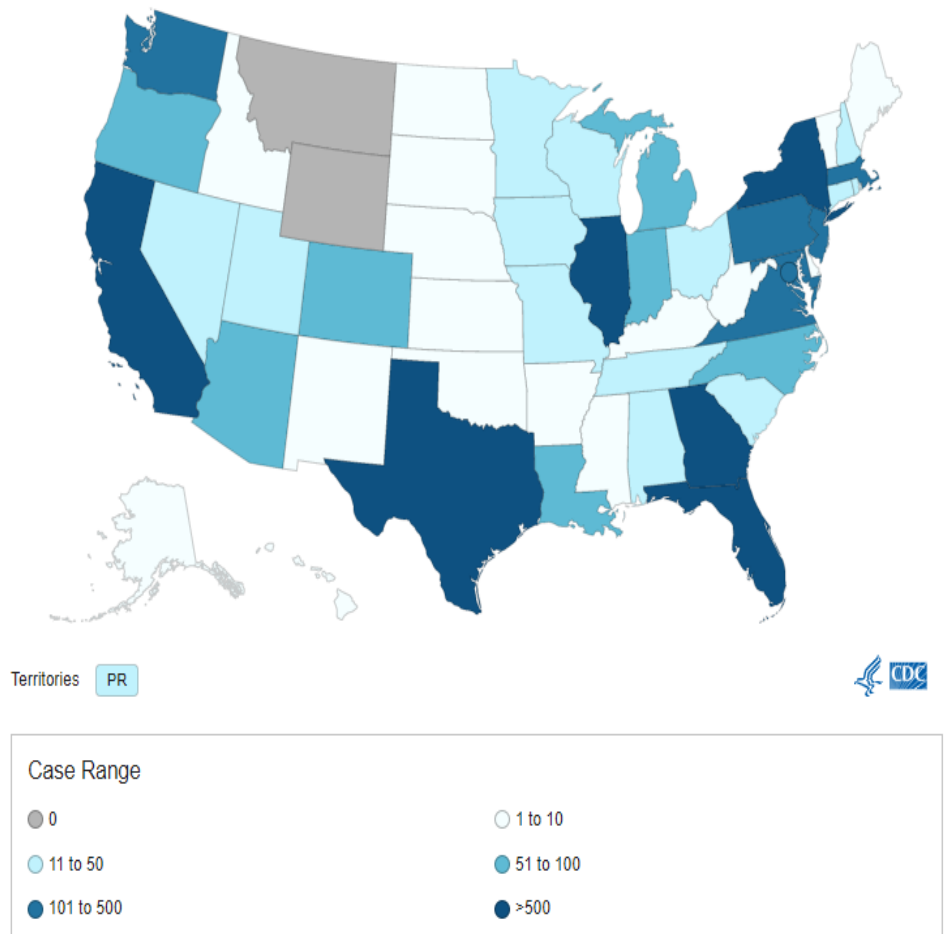 Territories PR
CDC
Case Range
0
1 to 10
11 to 50
51 to 100
101 to 500
>500